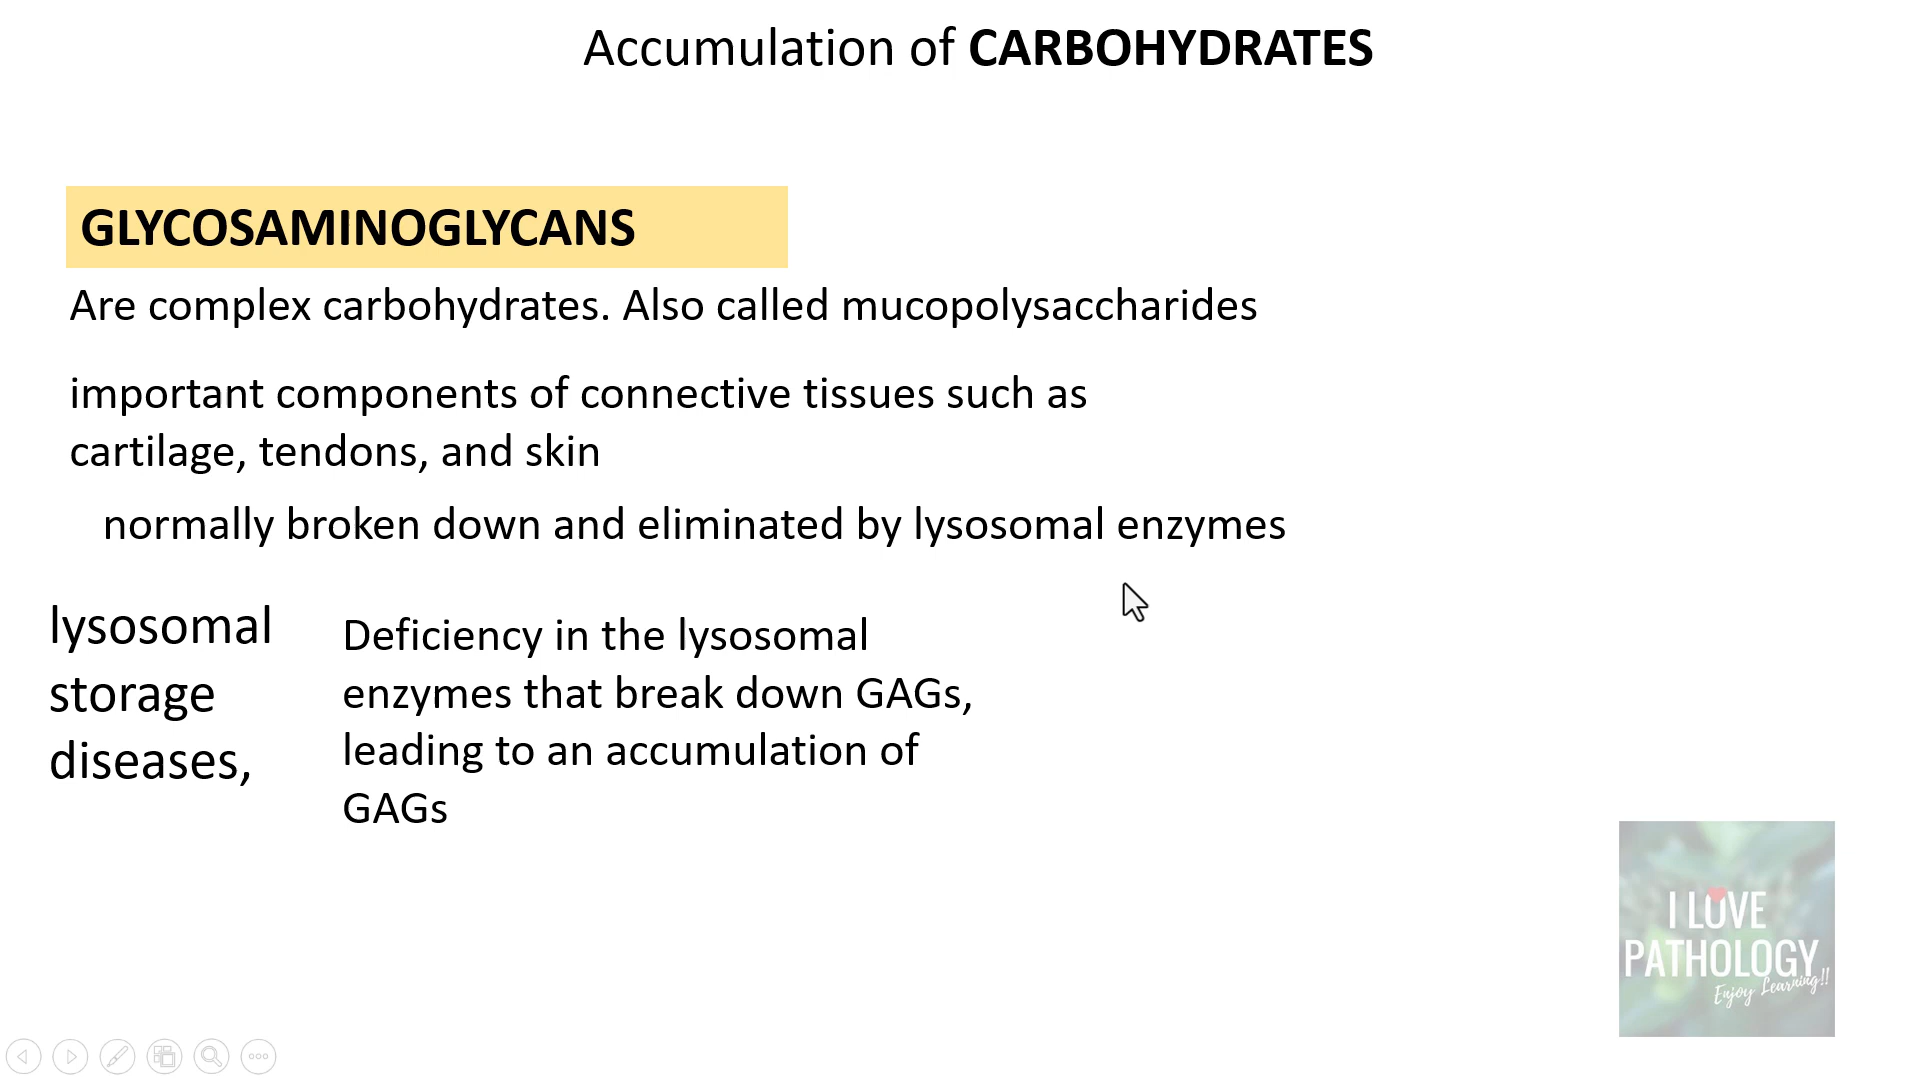 Accumulation of CARBOHYDRATES
GLYCOSAMINOGLYCANS
Are complex carbohydrates. Also called mucopolysaccharides
important components of connective tissues such as
cartilage, tendons, and skin
normally broken down and eliminated by lysosomal enzymes
lysosomal
storage
diseases,
Deficiency in the lysosomal
enzymes that break down GAGs,
leading to an accumulation of
GAGs
I LOVE
PATHOLOGY
Enjoy Learning!!